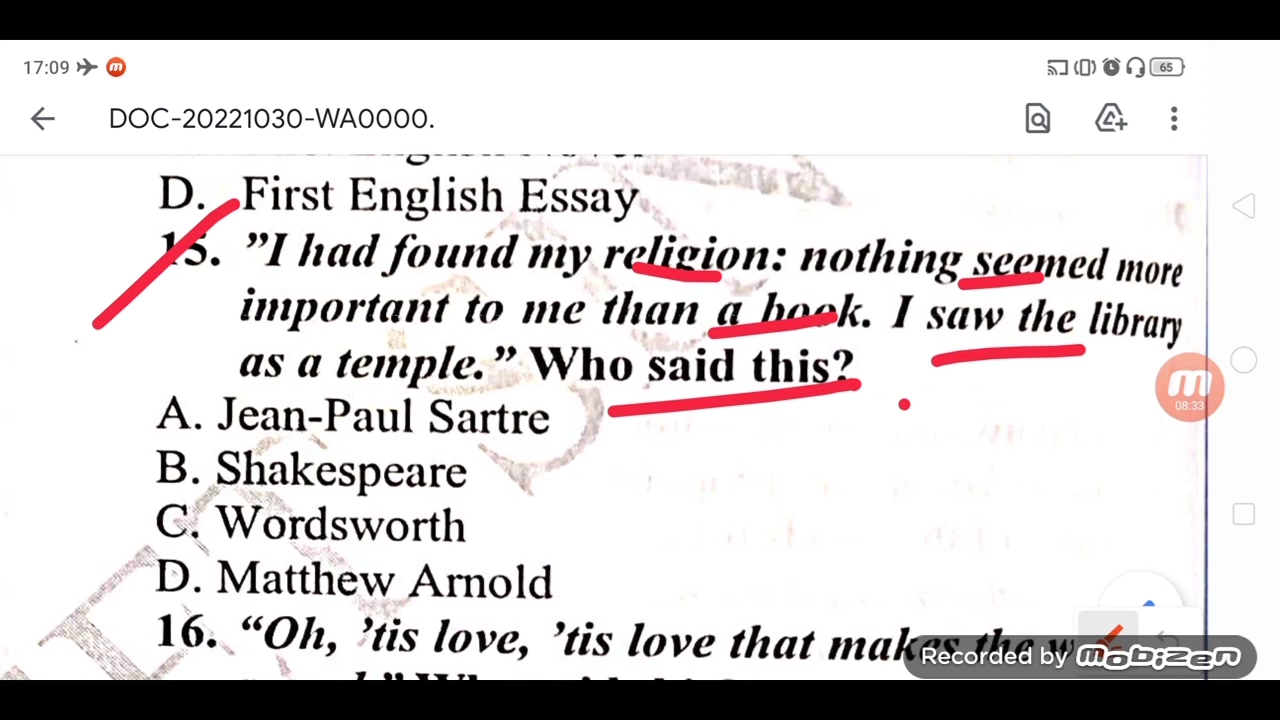 17:09
65
DOC-20221030-WA0000.
D. First English Essay
15. ”I had found my religion: nothing seemed more
important to me than a book. I saw the library
as a temple.” Who said this?
08:33
A. Jean-Paul Sartre
B. Shakespeare
C. Wordsworth
D. Matthew Arnold
16. “Oh, ’tis love, ’tis love that makes the
Recorded by mobizen